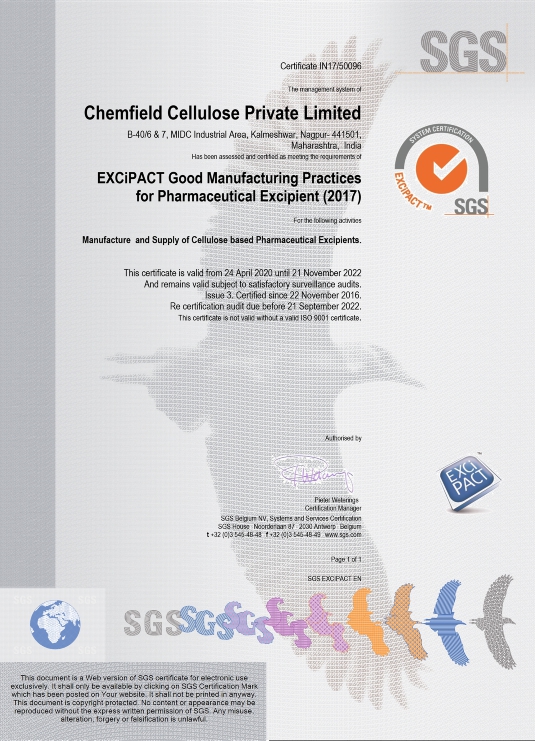 SGS
Certificate IN17/50096
The management system of
Chemfield Cellulose Private Limited
B-40/6 & 7, MIDC Industrial Area, Kalmeshwar, Nagpur- 441501,
Maharashtra, India
Has been assessed and certified as meeting the requirements of
SYSTEM CERTIFICATION
EXCiPACT™
SGS
EXCiPACT Good Manufacturing Practices
for Pharmaceutical Excipient (2017)
For the following activities
Manufacture and Supply of Cellulose based Pharmaceutical Excipients.
This certificate is valid from 24 April 2020 until 21 November 2022
And remains valid subject to satisfactory surveillance audits.
Issue 3. Certified since 22 November 2016.
Re certification audit due before 21 September 2022.
This certificate is not valid without a valid ISO 9001 certificate.
Authorised by
EXCi
PACT
™
Pieter Weterings
Certification Manager
SGS Belgium NV, Systems and Services Certification
SGS House Noorderlaan 87 2030 Antwerp Belgium
t +32 (0)3 545-48-48 f +32 (0)3 545-48-49 www.sgs.com
Page 1 of 1
SGS EXCIPACT EN
SGS SGS SGS
This document is a Web version of SGS certificate for electronic use
exclusively. It shall only be available by clicking on SGS Certification Mark
which has been posted on Your website. It shall not be printed in anyway.
This document is copyright protected. No content or appearance may be
reproduced without the express written permission of SGS. Any misuse,
alteration, forgery or falsification is unlawful.